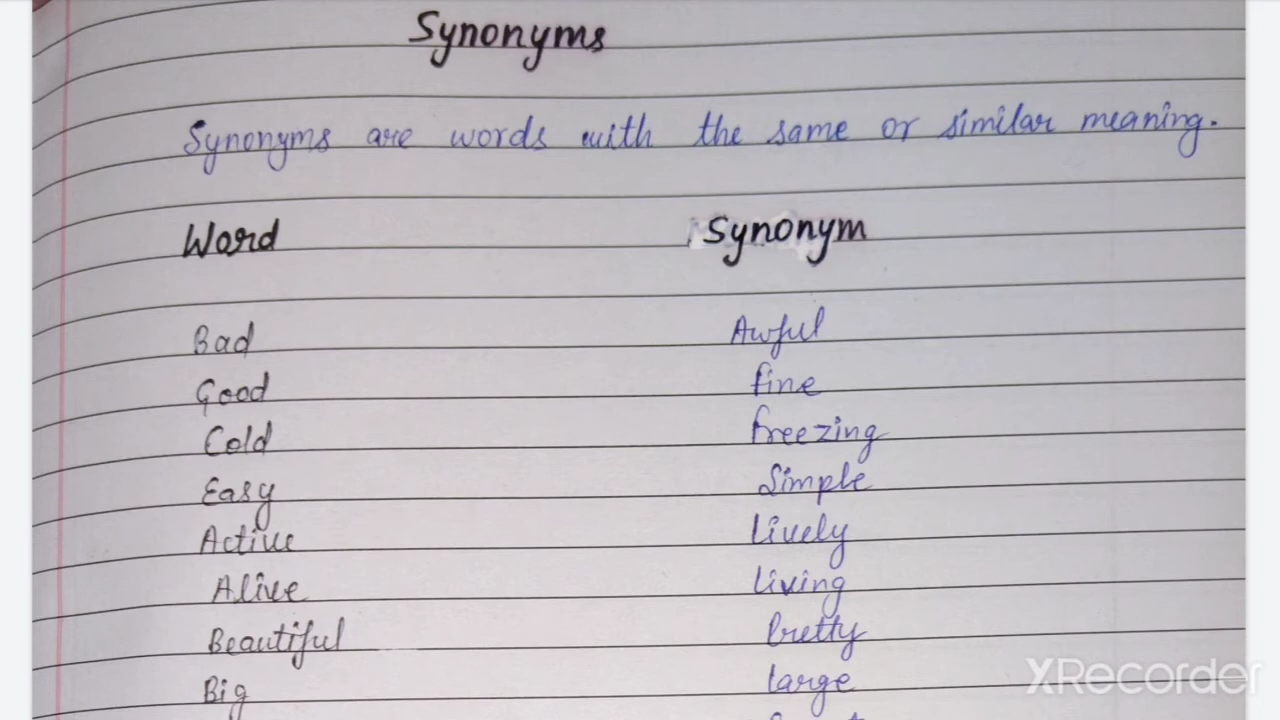 Synonyms
Synonyms are words with the same or similar meaning.
Word Synonym
Bad Awful
Good fine
Cold freezing
Easy Simple
Active lively
Alive living
Beautiful Pretty
Big large
XRecorder